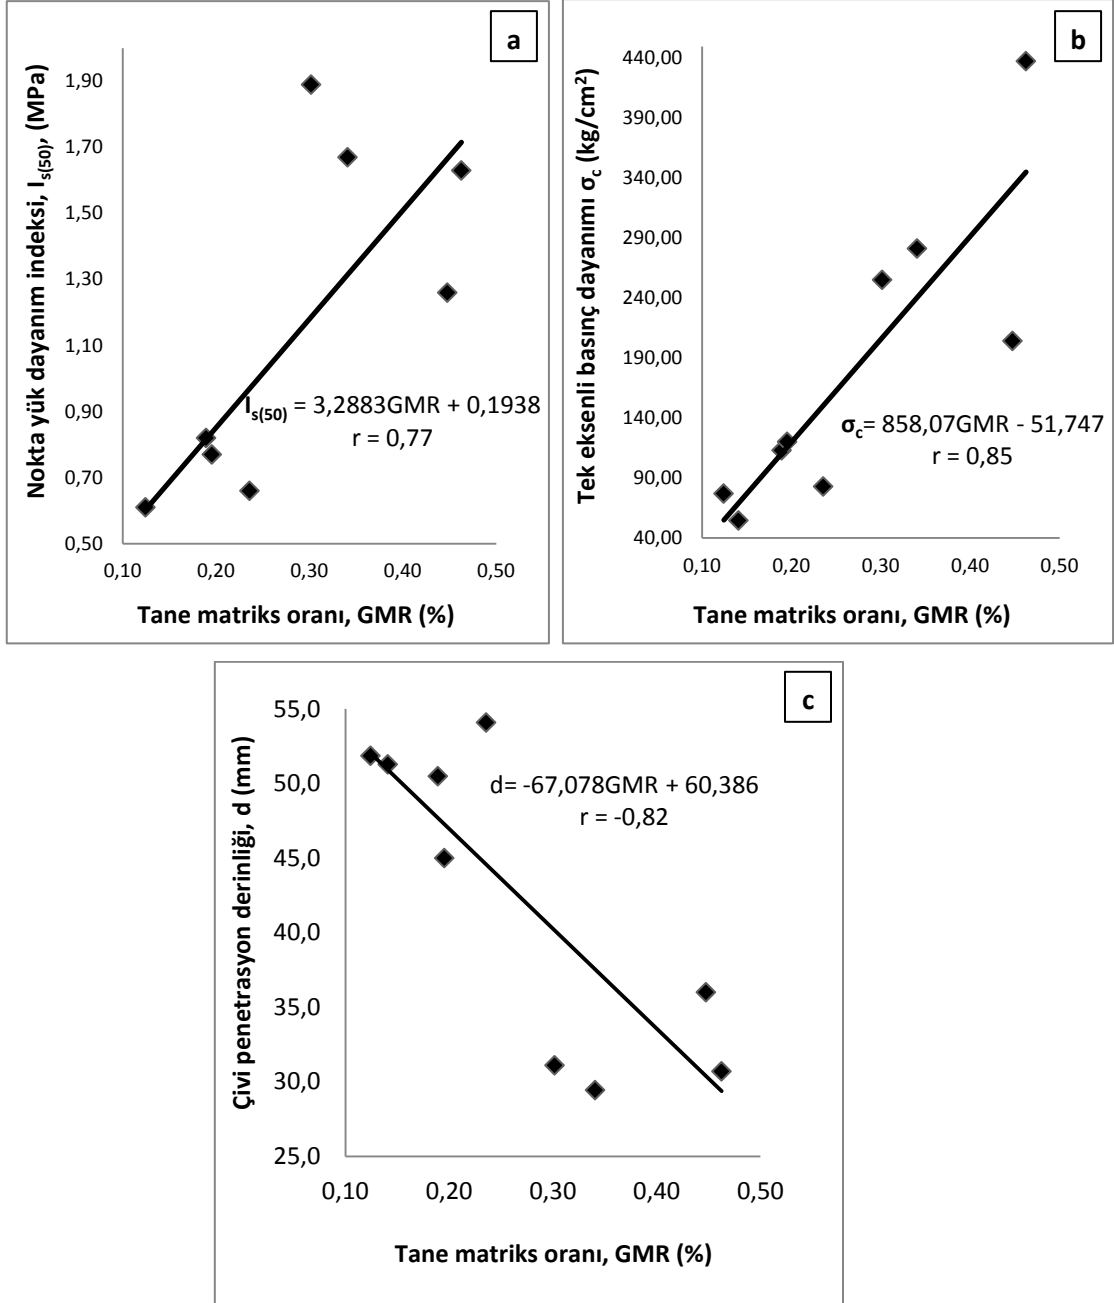 a
Nokta yük dayanım indeksi, I_s(50), (MPa)
1,90
1,70
1,50
1,30
1,10
0,90
0,70
0,50
I_s(50) = 3,2883GMR + 0,1938
r = 0,77
0,10 0,20 0,30 0,40 0,50
Tane matriks oranı, GMR (%)
b
Tek eksenli basınç dayanımı σ_c (kg/cm²)
440,00
390,00
340,00
290,00
240,00
190,00
140,00
90,00
40,00
σ_c= 858,07GMR - 51,747
r = 0,85
0,10 0,20 0,30 0,40 0,50
Tane matriks oranı, GMR (%)
c
Çivi penetrasyon derinliği, d (mm)
55,0
50,0
45,0
40,0
35,0
30,0
25,0
d= -67,078GMR + 60,386
r = -0,82
0,10 0,20 0,30 0,40 0,50
Tane matriks oranı, GMR (%)